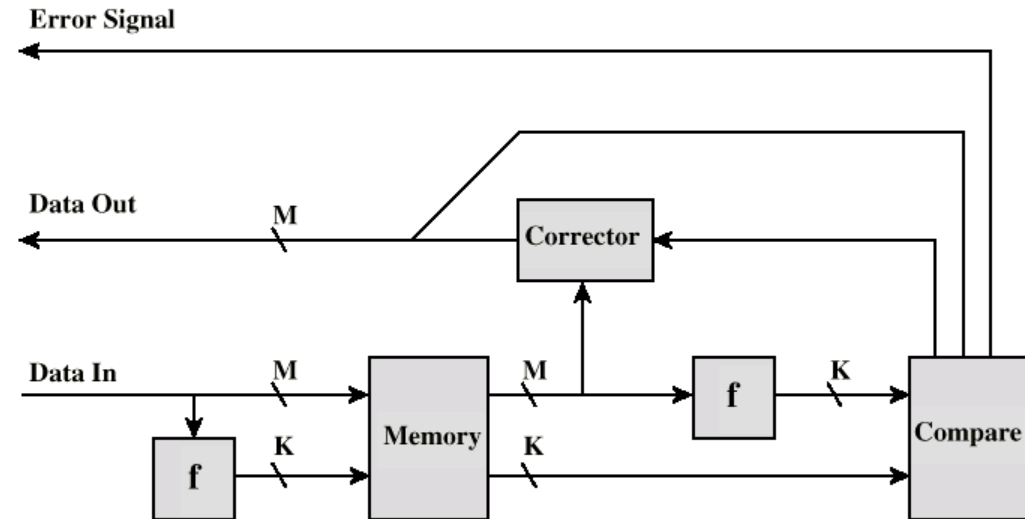 Error Signal
Data Out
M
Corrector
Data In
M
M
K
f
Memory
Compare
f
K
K